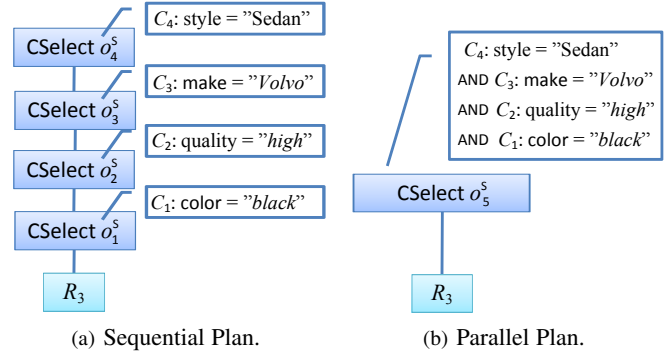 C₄: style = ”Sedan”
CSelect o₄ˢ
C₃: make = ”Volvo”
CSelect o₃ˢ
C₂: quality = ”high”
CSelect o₂ˢ
C₁: color = ”black”
CSelect o₁ˢ
R₃
(a) Sequential Plan.
C₄: style = ”Sedan”
AND C₃: make = ”Volvo”
AND C₂: quality = ”high”
AND C₁: color = ”black”
CSelect o₅ˢ
R₃
(b) Parallel Plan.